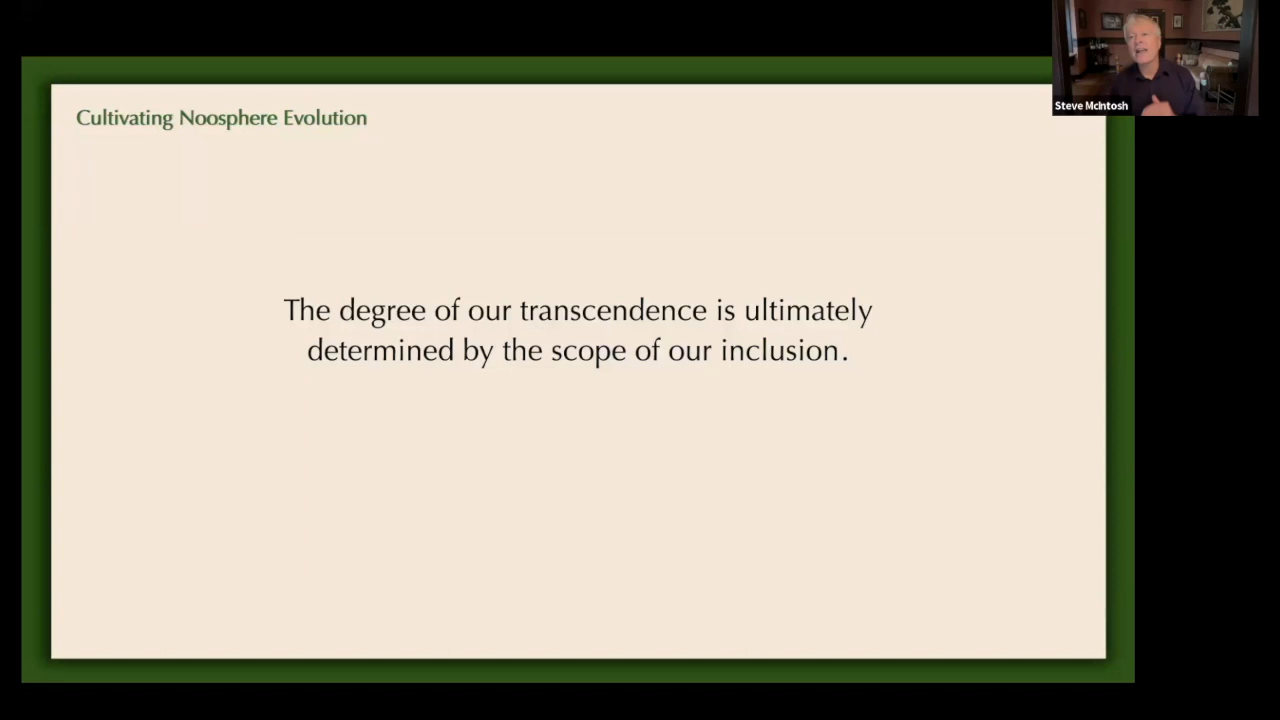 Cultivating Noosphere Evolution
Steve McIntosh
The degree of our transcendence is ultimately
determined by the scope of our inclusion.